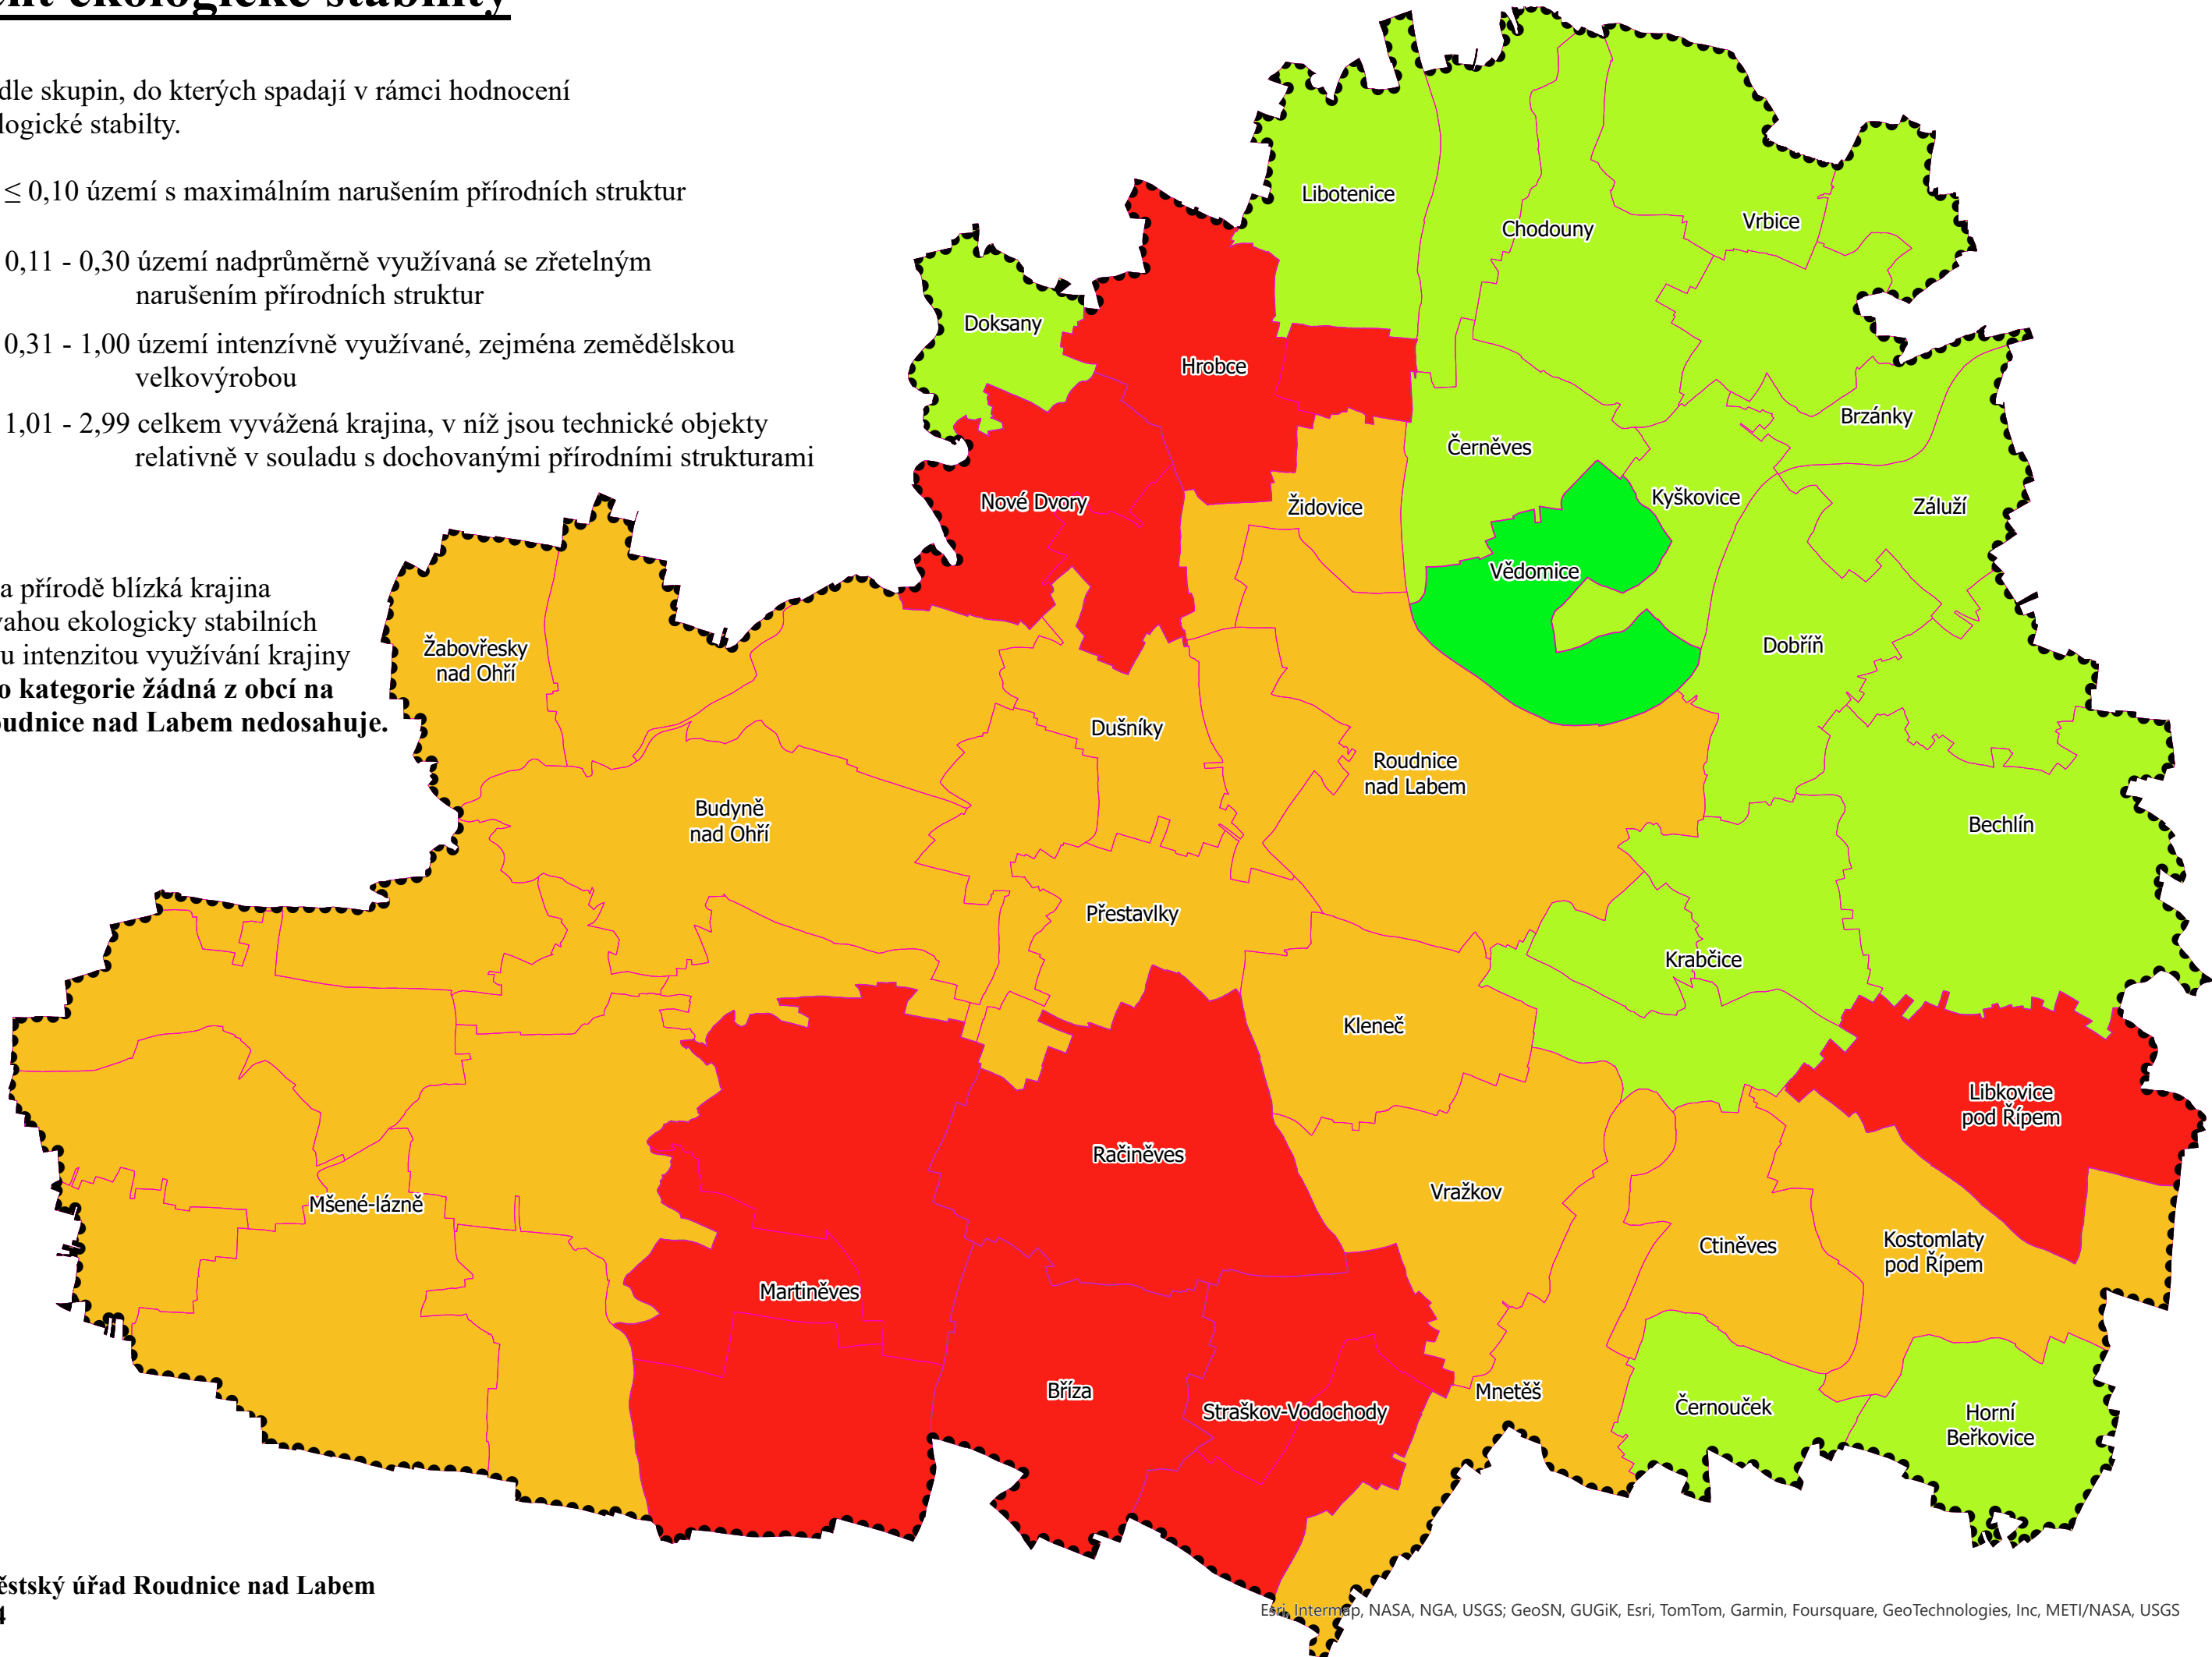 ekologické stability
dle skupin, do kterých spadají v rámci hodnocení
logické stabilty.
≤ 0,10 území s maximálním narušením přírodních struktur
0,11 - 0,30 území nadprůměrně využívaná se zřetelným
narušením přírodních struktur
0,31 - 1,00 území intenzívně využívané, zejména zemědělskou
velkovýrobou
1,01 - 2,99 celkem vyvážená krajina, v níž jsou technické objekty
relativně v souladu s dochovanými přírodními strukturami
a přírodě blízká krajina
vahou ekologicky stabilních
u intenzitou využívání krajiny
o kategorie žádná z obcí na
oudnice nad Labem nedosahuje.
Libotenice
Chodouny
Vrbice
Doksany
Hrobce
Brzánky
Černěves
Kyškovice
Nové Dvory
Židovice
Záluží
Vědomice
Žabovřesky
nad Ohří
Dobříň
Dušníky
Roudnice
nad Labem
Budyně
nad Ohří
Bechlín
Přestavlky
Krabčice
Kleneč
Libkovice
pod Řípem
Račiněves
Vražkov
Mšené-lázně
Ctiněves
Kostomlaty
pod Řípem
Martiněves
Bříza
Mnetěš
Straškov-Vodochody
Černouček
Horní
Beřkovice
ěstský úřad Roudnice nad Labem
4
Esri, Intermap, NASA, NGA, USGS; GeoSN, GUGiK, Esri, TomTom, Garmin, Foursquare, GeoTechnologies, Inc, METI/NASA, USGS